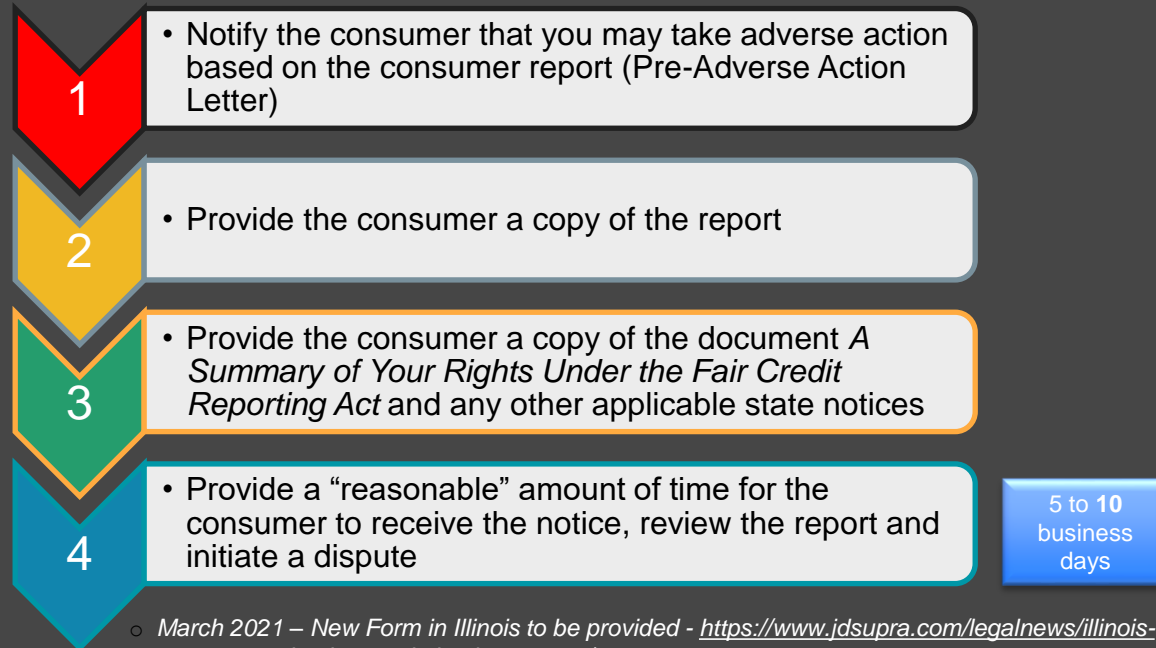 1
• Notify the consumer that you may take adverse action
based on the consumer report (Pre-Adverse Action
Letter)
2
• Provide the consumer a copy of the report
3
• Provide the consumer a copy of the document A
Summary of Your Rights Under the Fair Credit
Reporting Act and any other applicable state notices
4
• Provide a “reasonable” amount of time for the
consumer to receive the notice, review the report and
initiate a dispute
5 to 10
business
days
○ March 2021 – New Form in Illinois to be provided - https://www.jdsupra.com/legalnews/illinois-